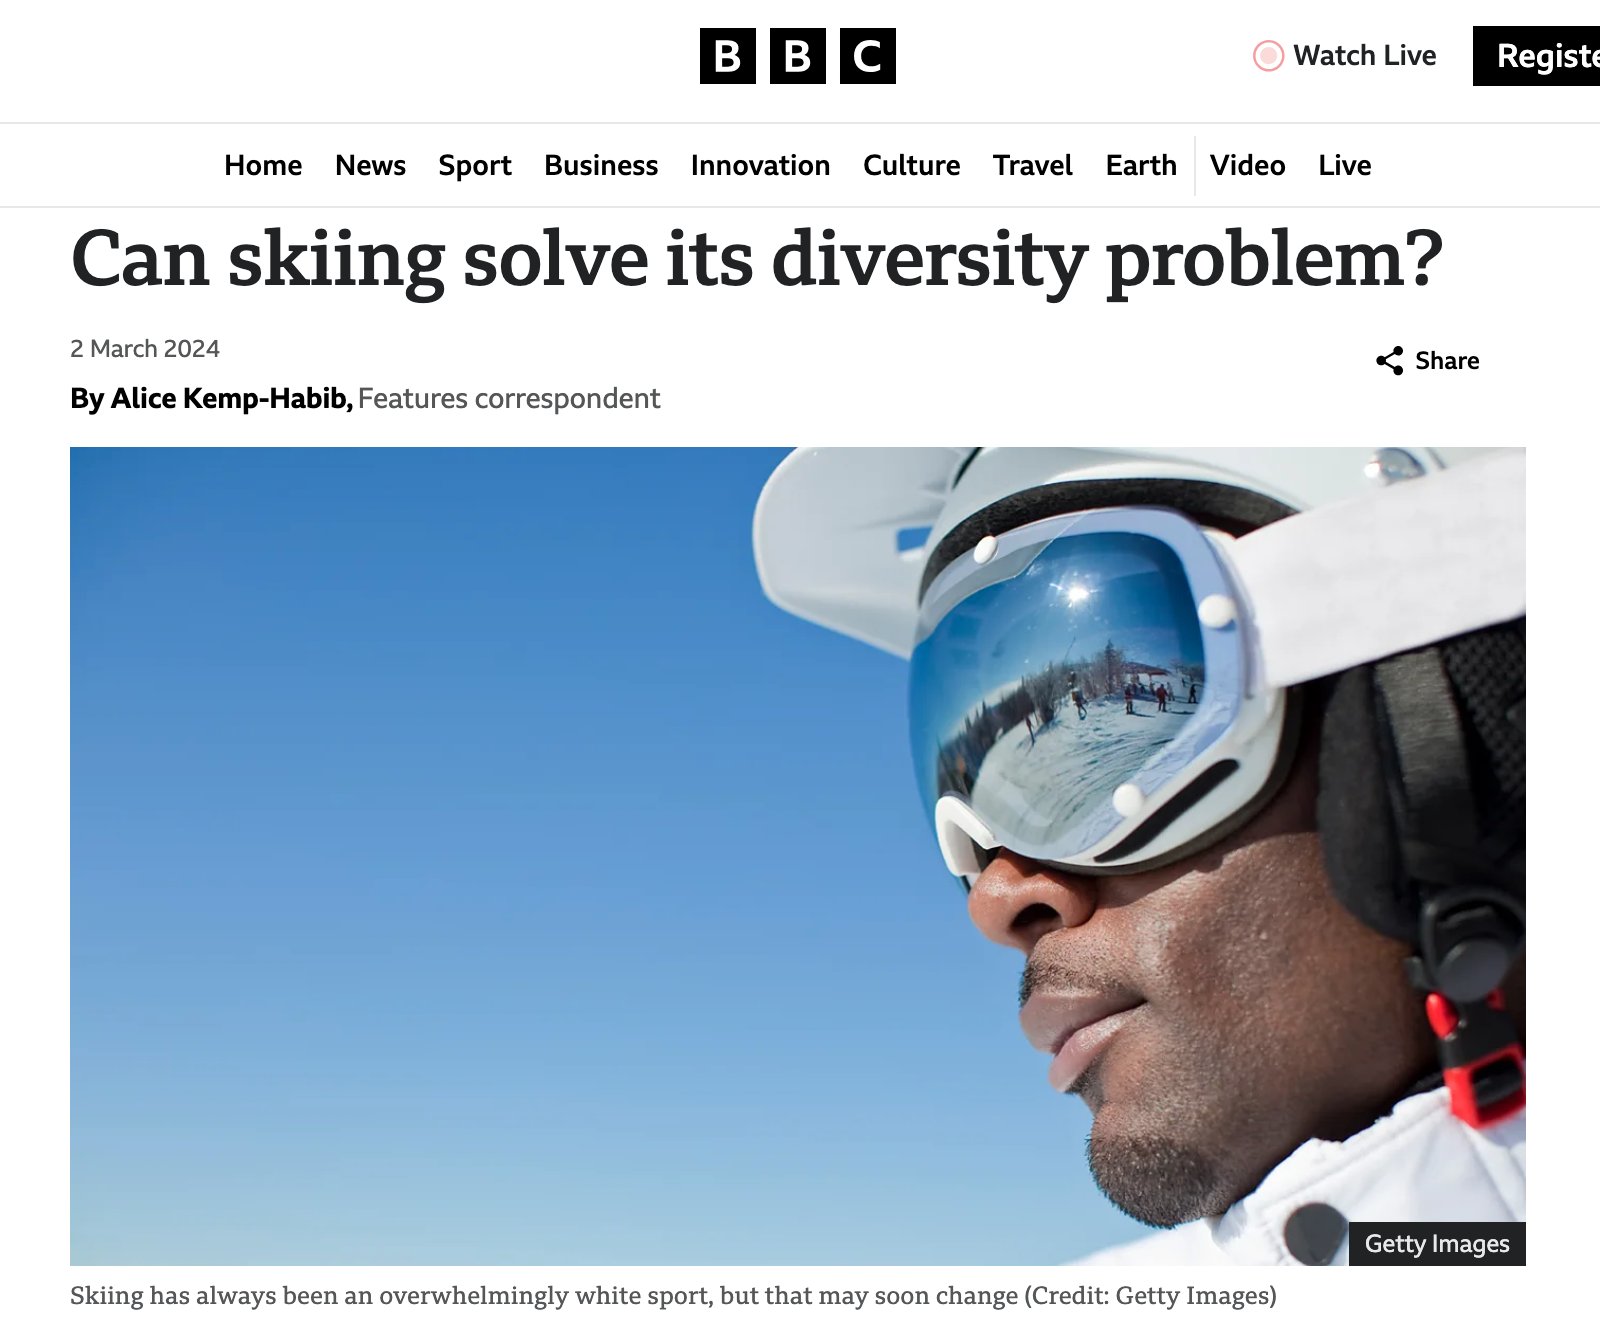 BBC
Watch Live
Registe
Home News Sport Business Innovation Culture Travel Earth Video Live
Can skiing solve its diversity problem?
2 March 2024
Share
By Alice Kemp-Habib, Features correspondent
Getty Images
Skiing has always been an overwhelmingly white sport, but that may soon change (Credit: Getty Images)